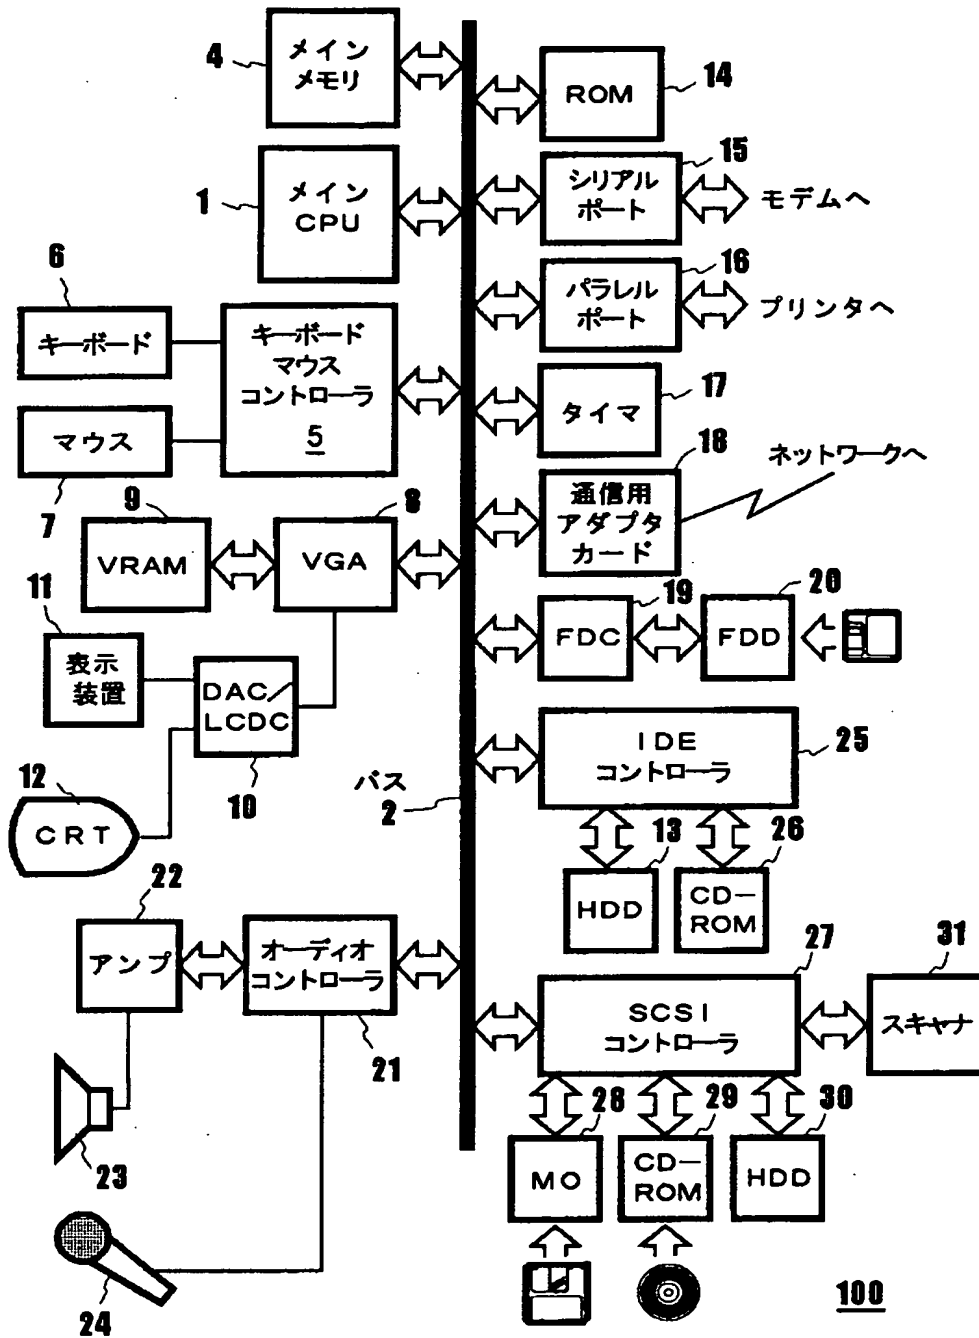 4
メイン
メモリ
ROM
14
1
メイン
CPU
シリアル
ポート
15
モデムへ
6
キーボード
キーボード
マウス
コントローラ
5
パラレル
ポート
16
プリンタへ
マウス
7
タイマ
17
通信用
アダプタ
カード
18
ネットワークへ
9
VRAM
8
VGA
11
表示
装置
FDC
19
FDD
20
DAC/
LCDC
10
12
CRT
バス
2
IDE
コントローラ
25
HDD
13
CD-
ROM
26
22
アンプ
オーディオ
コントローラ
21
SCSI
コントローラ
27
31
スキャナ
23
MO
28
CD-
ROM
29
HDD
30
24
100